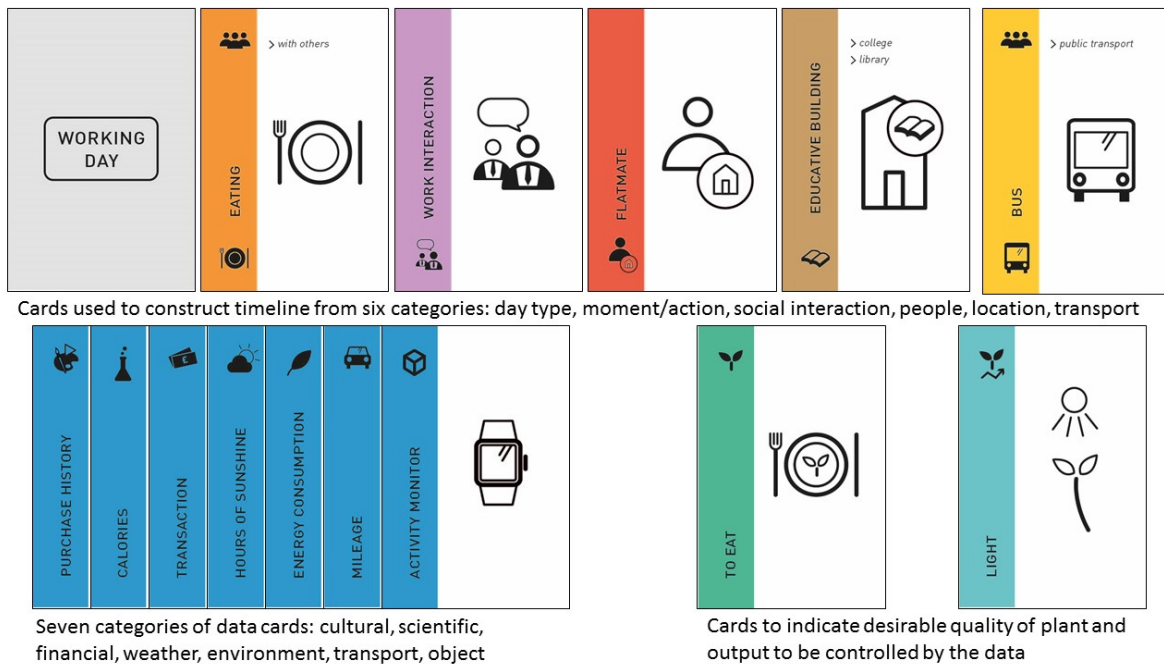 WORKING
DAY
EATING
> with others
WORK INTERACTION
FLATMATE
EDUCATIVE BUILDING
> college
> library
BUS
> public transport
Cards used to construct timeline from six categories: day type, moment/action, social interaction, people, location, transport
PURCHASE HISTORY
CALORIES
£
TRANSACTION
HOURS OF SUNSHINE
ENERGY CONSUMPTION
MILEAGE
ACTIVITY MONITOR
TO EAT
LIGHT
Seven categories of data cards: cultural, scientific,
financial, weather, environment, transport, object
Cards to indicate desirable quality of plant and
output to be controlled by the data